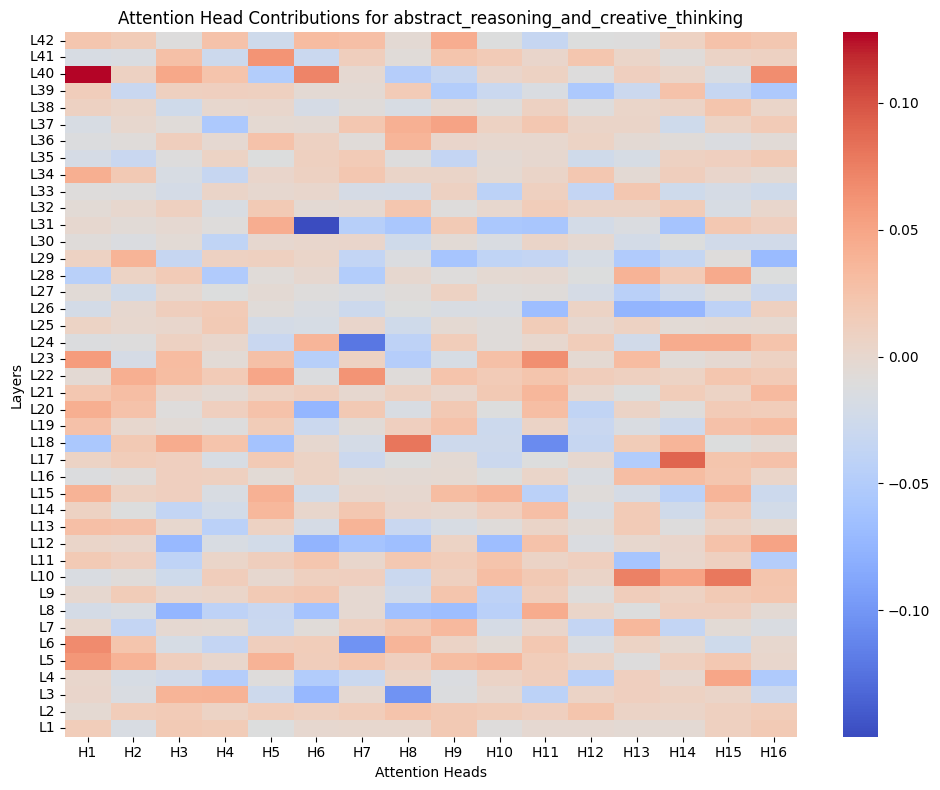 Attention Head Contributions for abstract_reasoning_and_creative_thinking
Layers
L42
L41
L40
L39
L38
L37
L36
L35
L34
L33
L32
L31
L30
L29
L28
L27
L26
L25
L24
L23
L22
L21
L20
L19
L18
L17
L16
L15
L14
L13
L12
L11
L10
L9
L8
L7
L6
L5
L4
L3
L2
L1
H1 H2 H3 H4 H5 H6 H7 H8 H9 H10 H11 H12 H13 H14 H15 H16
Attention Heads
0.10
0.05
0.00
−0.05
−0.10